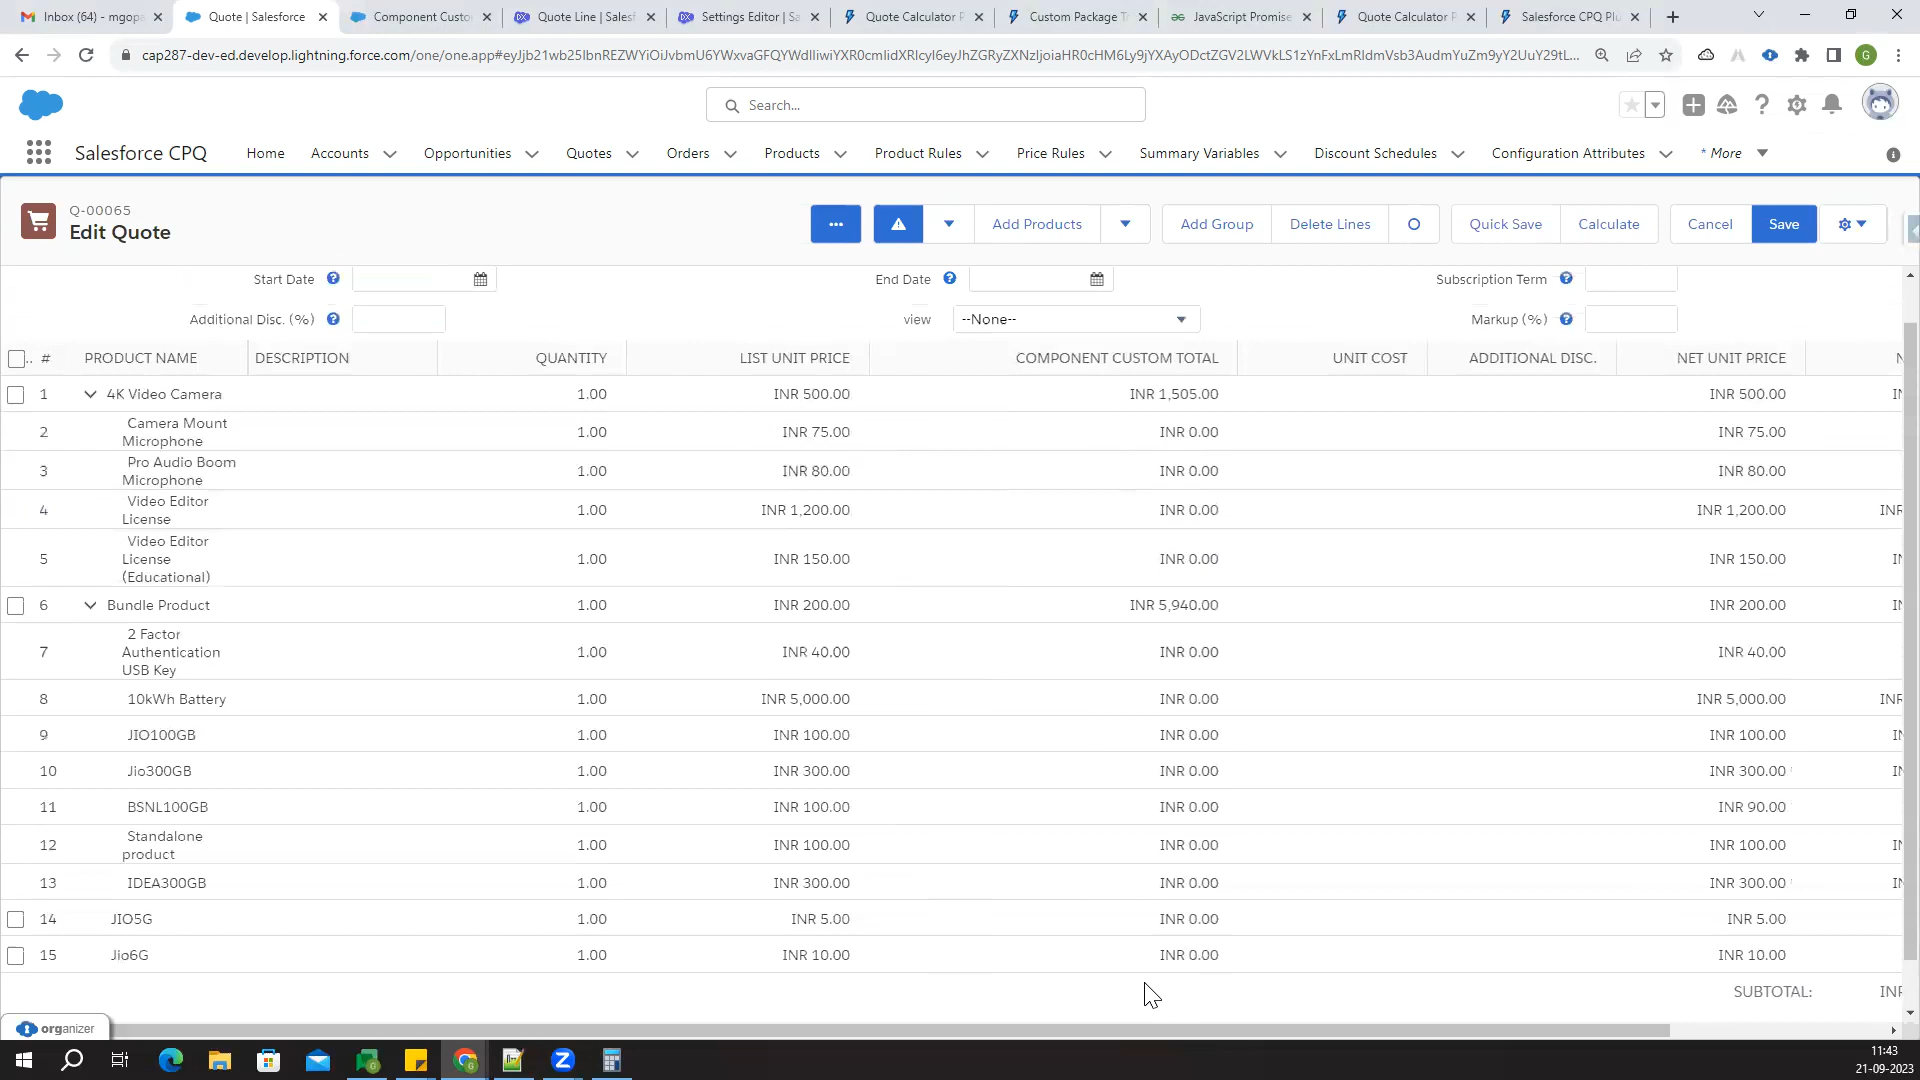 Inbox (64) - mgopa
Quote | Salesforce
Component Custo
Quote Line | Salesf
Settings Editor | Sa
Quote Calculator P
Custom Package Tr
JavaScript Promise
Quote Calculator P
Salesforce CPQ Plu
Search...
Salesforce CPQ
Home
Accounts
Opportunities
Quotes
Orders
Products
Product Rules
Price Rules
Summary Variables
Discount Schedules
Configuration Attributes
* More
Q-00065
Edit Quote
Add Products
Add Group
Delete Lines
Quick Save
Calculate
Cancel
Save
Start Date
End Date
Subscription Term
Additional Disc. (%)
view --None--
Markup (%)
# PRODUCT NAME DESCRIPTION QUANTITY LIST UNIT PRICE COMPONENT CUSTOM TOTAL UNIT COST ADDITIONAL DISC. NET UNIT PRICE N
1 4K Video Camera 1.00 INR 500.00 INR 1,505.00 INR 500.00
2 Camera Mount Microphone 1.00 INR 75.00 INR 0.00 INR 75.00
3 Pro Audio Boom Microphone 1.00 INR 80.00 INR 0.00 INR 80.00
4 Video Editor License 1.00 INR 1,200.00 INR 0.00 INR 1,200.00 INR
5 Video Editor License (Educational) 1.00 INR 150.00 INR 0.00 INR 150.00
6 Bundle Product 1.00 INR 200.00 INR 5,940.00 INR 200.00
7 2 Factor Authentication USB Key 1.00 INR 40.00 INR 0.00 INR 40.00
8 10kWh Battery 1.00 INR 5,000.00 INR 0.00 INR 5,000.00 INR
9 JIO100GB 1.00 INR 100.00 INR 0.00 INR 100.00
10 Jio300GB 1.00 INR 300.00 INR 0.00 INR 300.00
11 BSNL100GB 1.00 INR 100.00 INR 0.00 INR 90.00
12 Standalone product 1.00 INR 100.00 INR 0.00 INR 100.00
13 IDEA300GB 1.00 INR 300.00 INR 0.00 INR 300.00
14 JIO5G 1.00 INR 5.00 INR 0.00 INR 5.00
15 Jio6G 1.00 INR 10.00 INR 0.00 INR 10.00
SUBTOTAL: INR
organizer
11:43
21-09-2023